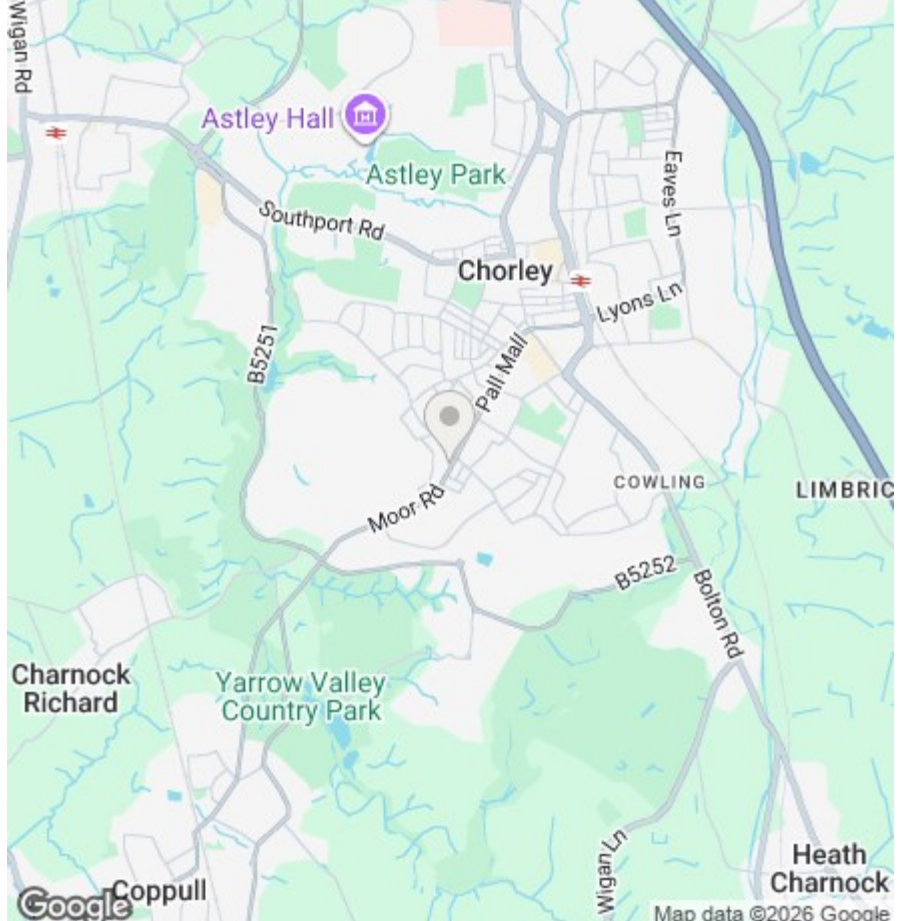 Wigan Rd
Astley Hall
Astley Park
Eaves Ln
Southport Rd
Chorley
Lyons Ln
B5251
Pall Mall
COWLING
LIMBRIC
Moor Rd
B5252
Bolton Rd
Charnock
Richard
Yarrow Valley
Country Park
Wigan Ln
Heath
Charnock
Coppull
Google
Map data ©2026 Google